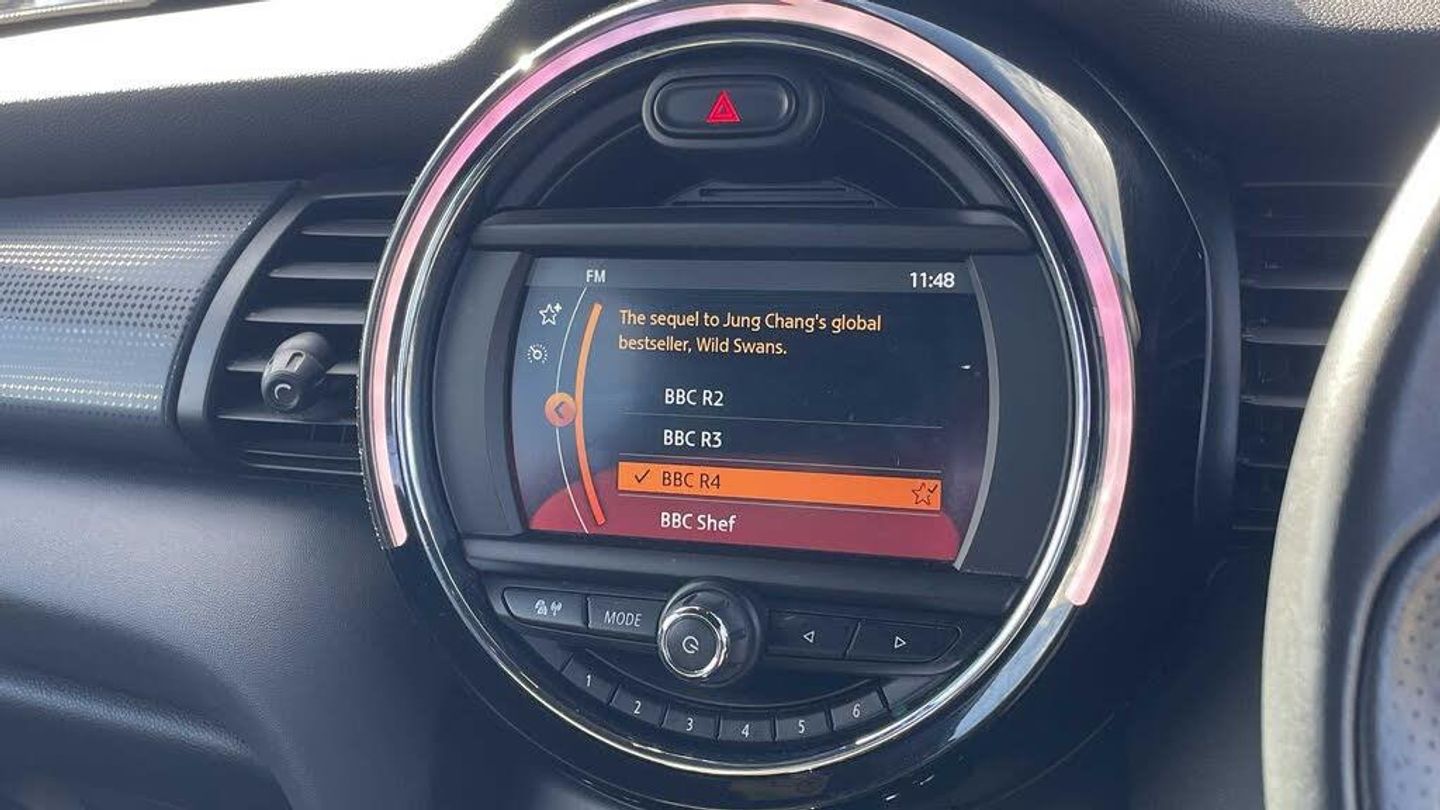 FM
11:48
The sequel to Jung Chang's global
bestseller, Wild Swans.
BBC R2
BBC R3
BBC R4
BBC Shef
MODE
1
2
3
4
5
6